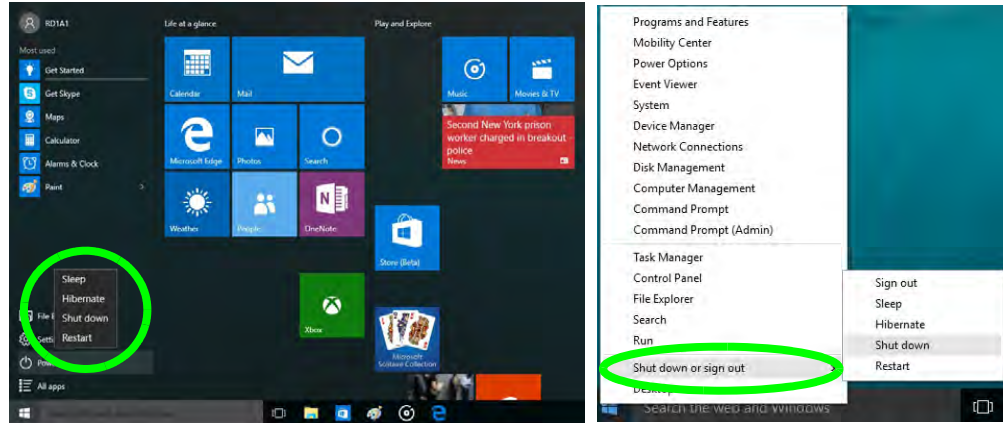 RD1A1
Life at a glance
Play and Explore
Most used
Get Started
Get Skype
Maps
Calculator
Alarms & Clock
Paint
Calendar
Mail
Music
Movies & TV
Microsoft Edge
Photos
Search
Second New York prison
worker charged in breakout -
police
News
Weather
People
OneNote
Store (Beta)
Xbox
Microsoft
Solitaire Collection
Sleep
Hibernate
Shut down
Restart
File
All apps
Programs and Features
Mobility Center
Power Options
Event Viewer
System
Device Manager
Network Connections
Disk Management
Computer Management
Command Prompt
Command Prompt (Admin)
Task Manager
Control Panel
File Explorer
Search
Run
Shut down or sign out
Desktop
Sign out
Sleep
Hibernate
Shut down
Restart
Search the web and Windows